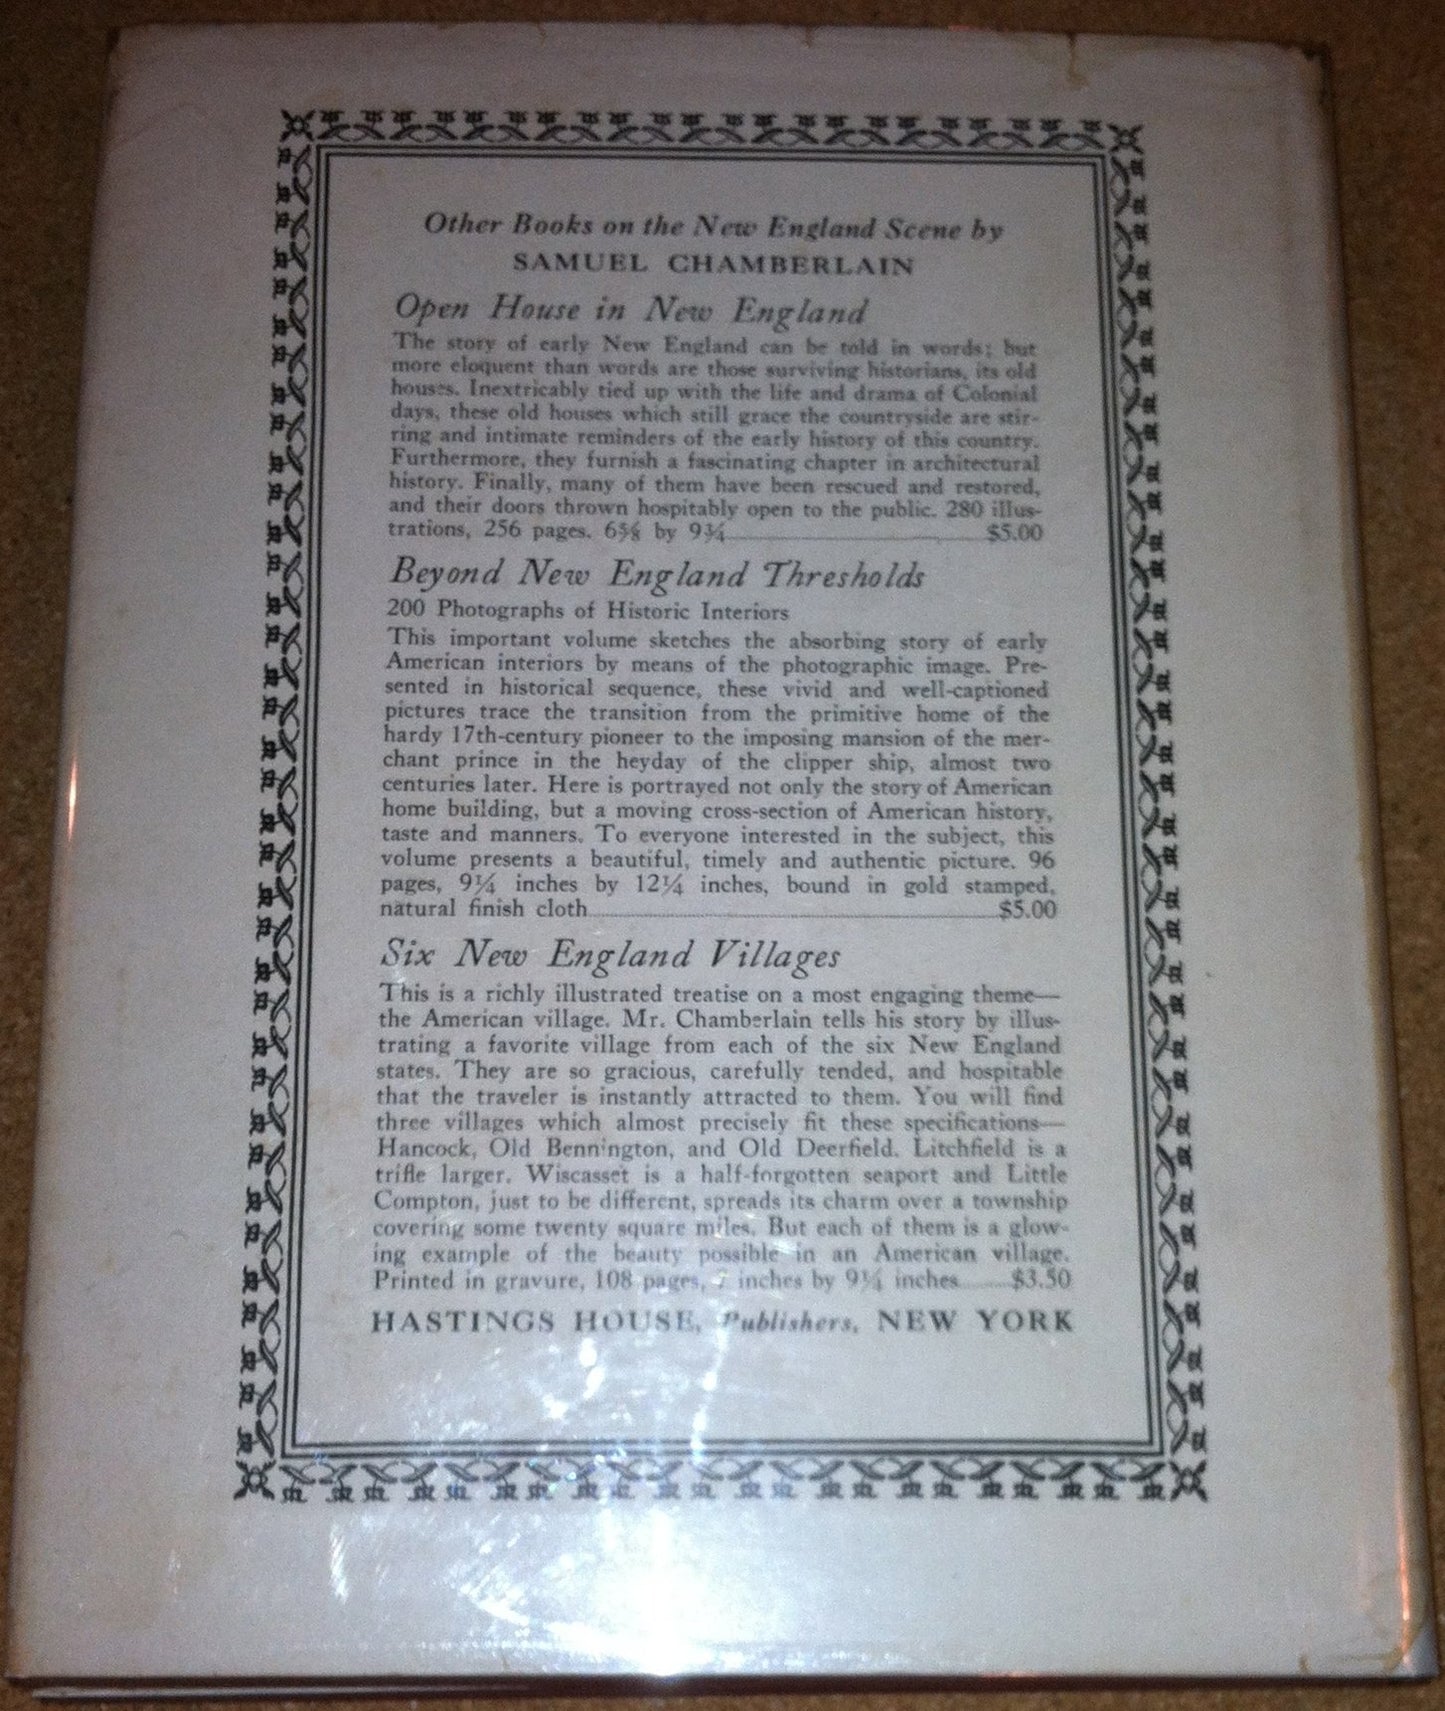 Other Books on the New England Scene by
SAMUEL CHAMBERLAIN
Open House in New England
The story of early New England can be told in words; but
more eloquent than words are those surviving historians, its old
houses. Inextricably tied up with the life and drama of Colonial
days, these old houses which still grace the countryside are stir-
ring and intimate reminders of the early history of this country.
Furthermore, they furnish a fascinating chapter in architectural
history. Finally, many of them have been rescued and restored,
and their doors thrown hospitably open to the public. 280 illus-
trations, 256 pages. 6⅝ by 9¾ $5.00
Beyond New England Thresholds
200 Photographs of Historic Interiors
This important volume sketches the absorbing story of early
American interiors by means of the photographic image. Pre-
sented in historical sequence, these vivid and well-captioned
pictures trace the transition from the primitive home of the
hardy 17th-century pioneer to the imposing mansion of the mer-
chant prince in the heyday of the clipper ship, almost two
centuries later. Here is portrayed not only the story of American
home building, but a moving cross-section of American history,
taste and manners. To everyone interested in the subject, this
volume presents a beautiful, timely and authentic picture. 96
pages, 9¼ inches by 12¼ inches, bound in gold stamped,
natural finish cloth $5.00
Six New England Villages
This is a richly illustrated treatise on a most engaging theme—
the American village. Mr. Chamberlain tells his story by illus-
trating a favorite village from each of the six New England
states. They are so gracious, carefully tended, and hospitable
that the traveler is instantly attracted to them. You will find
three villages which almost precisely fit these specifications—
Hancock, Old Bennington, and Old Deerfield. Litchfield is a
trifle larger. Wiscasset is a half-forgotten seaport and Little
Compton, just to be different, spreads its charm over a township
covering some twenty square miles. But each of them is a glow-
ing example of the beauty possible in an American village.
Printed in gravure, 108 pages, 7 inches by 9¼ inches $3.50
HASTINGS HOUSE, Publishers, NEW YORK